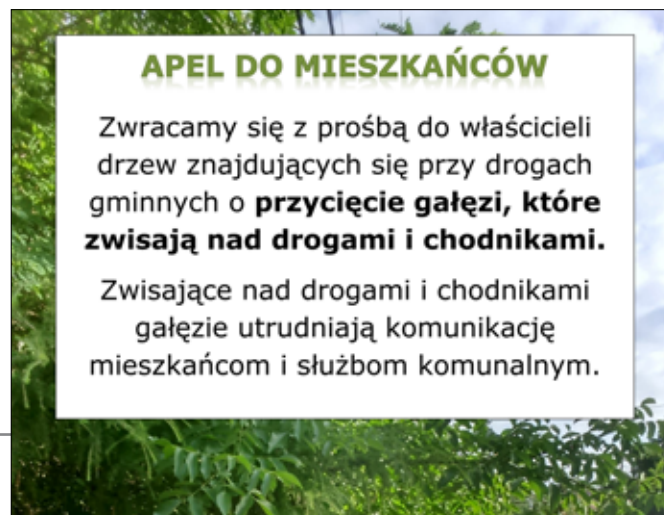 APEL DO MIESZKAŃCÓW
Zwracamy się z prośbą do właścicieli
drzew znajdujących się przy drogach
gminnych o przycięcie gałęzi, które
zwisają nad drogami i chodnikami.
Zwisające nad drogami i chodnikami
gałęzie utrudniają komunikację
mieszkańcom i służbom komunalnym.